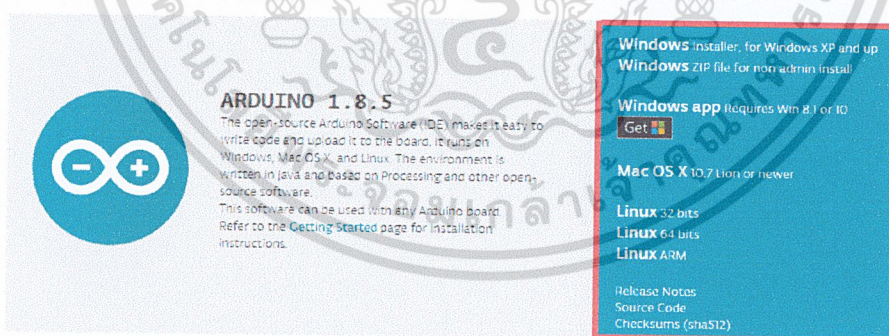 ARDUINO 1.8.5
The open-source Arduino Software (IDE) makes it easy to
write code and upload it to the board. It runs on
Windows, Mac OS X, and Linux. The environment is
written in Java and based on Processing and other open-
source software.
This software can be used with any Arduino board.
Refer to the Getting Started page for Installation
instructions.
Windows Installer, for Windows XP and up
Windows ZIP file for non admin install
Windows app Requires Win 8.1 or 10
Get
Mac OS X 10.7 Lion or newer
Linux 32 bits
Linux 64 bits
Linux ARM
Release Notes
Source Code
Checksums (sha512)